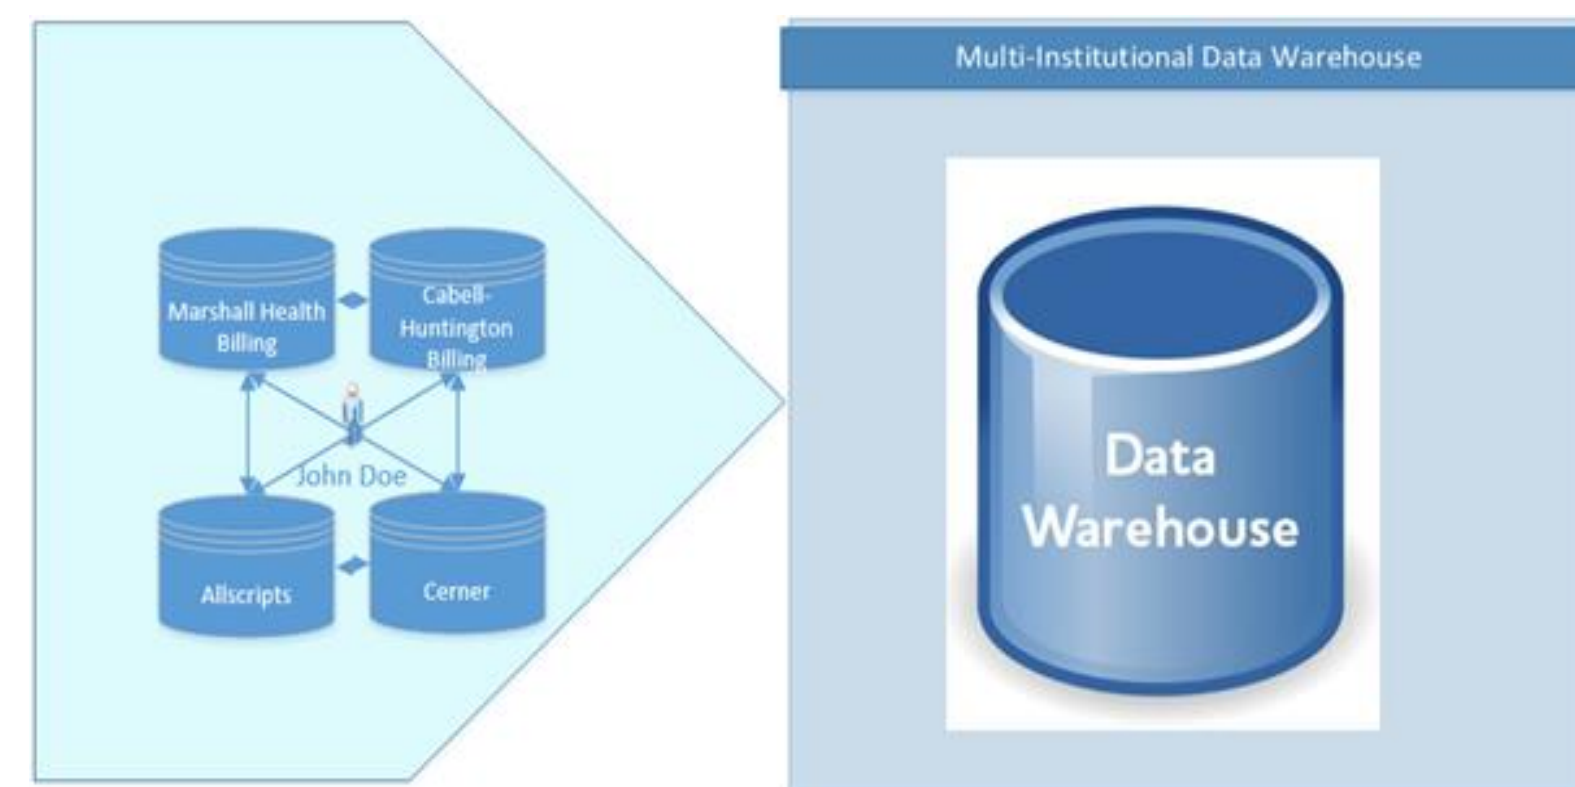 Multi-Institutional Data Warehouse
Marshall Health
Billing
Cabell-
Huntington
Billing
John Doe
Allscripts
Cerner
Data
Warehouse